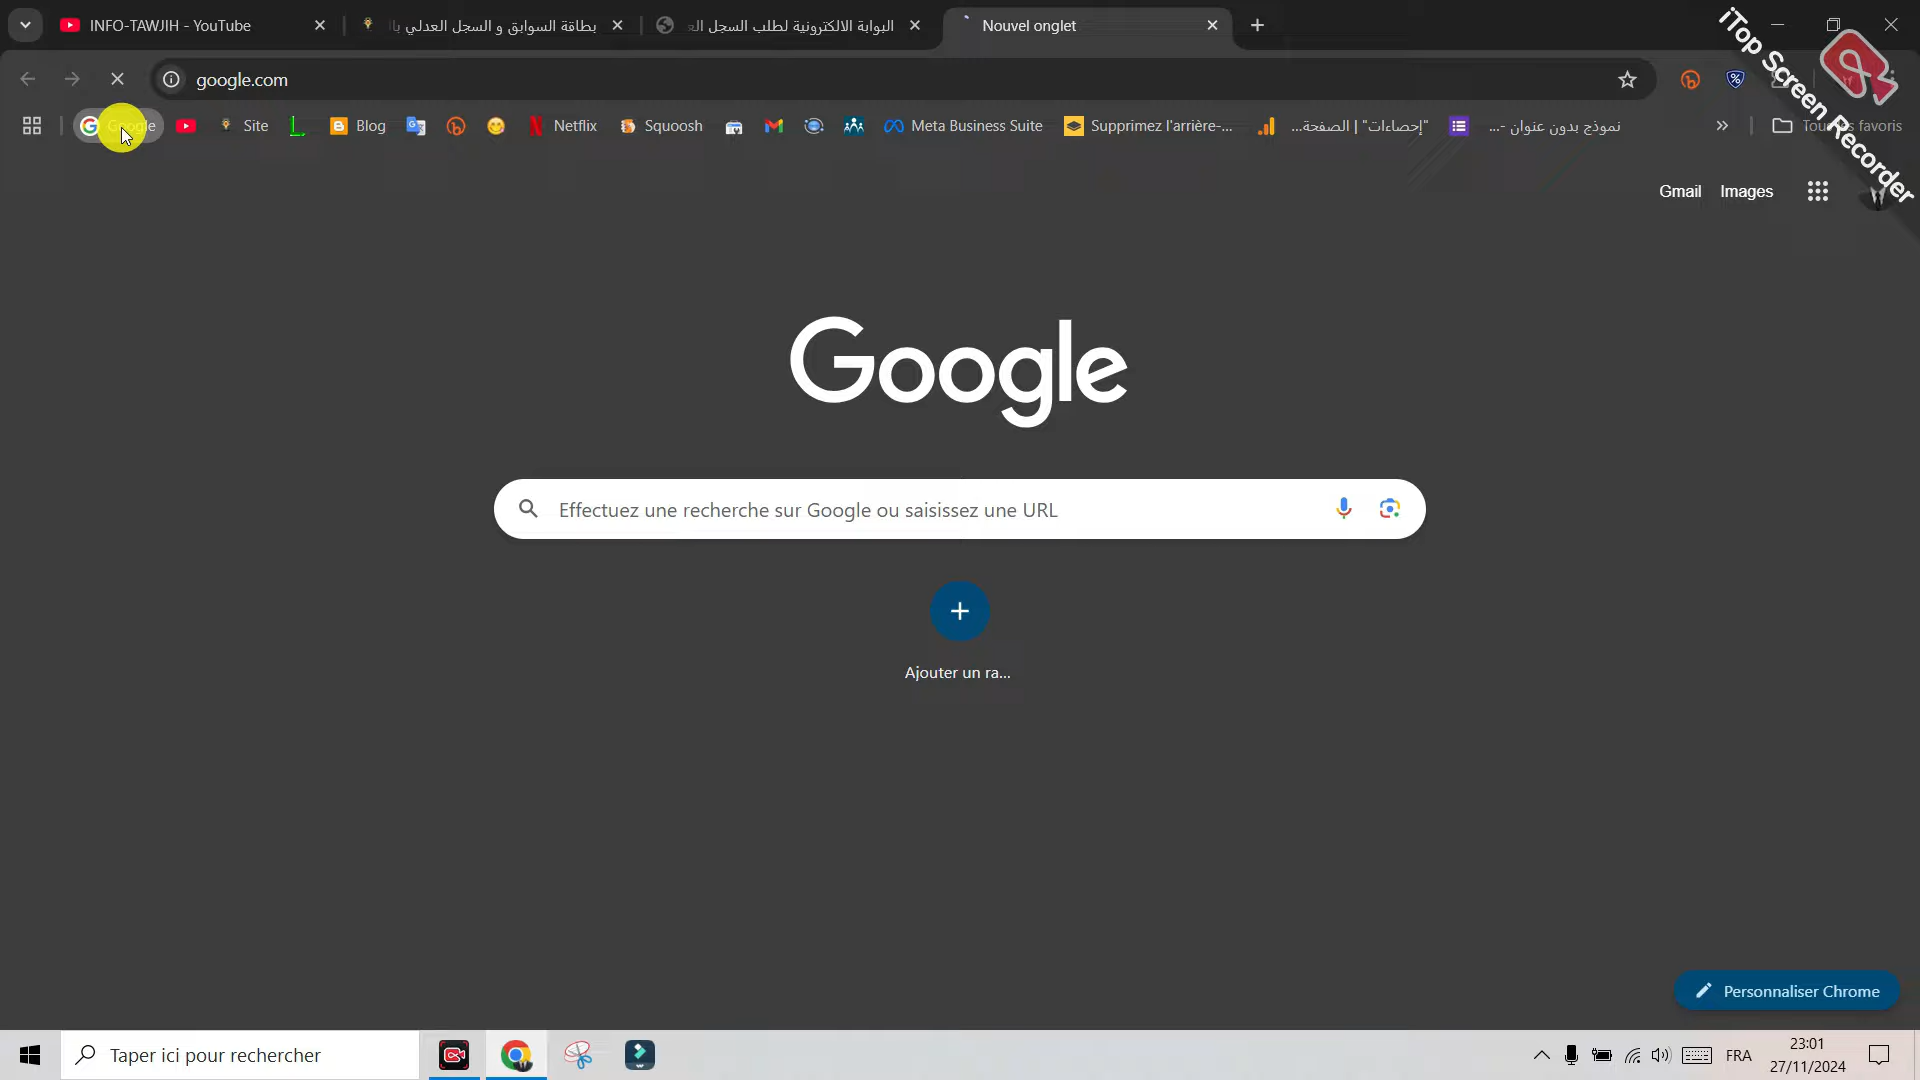 INFO-TAWJIH - YouTube
بطاقة السوابق و السجل العدلي با
البوابة الالكترونية لطلب السجل الع
Nouvel onglet
google.com
Google
Site
Blog
Netflix
Squoosh
Meta Business Suite
Supprimez l'arrière-...
"إحصاءات" | الصفحة...
نموذج بدون عنوان -...
Tous les favoris
iTop Screen Recorder
Gmail
Images
Google
Effectuez une recherche sur Google ou saisissez une URL
Ajouter un ra...
Personnaliser Chrome
Taper ici pour rechercher
FRA
23:01
27/11/2024